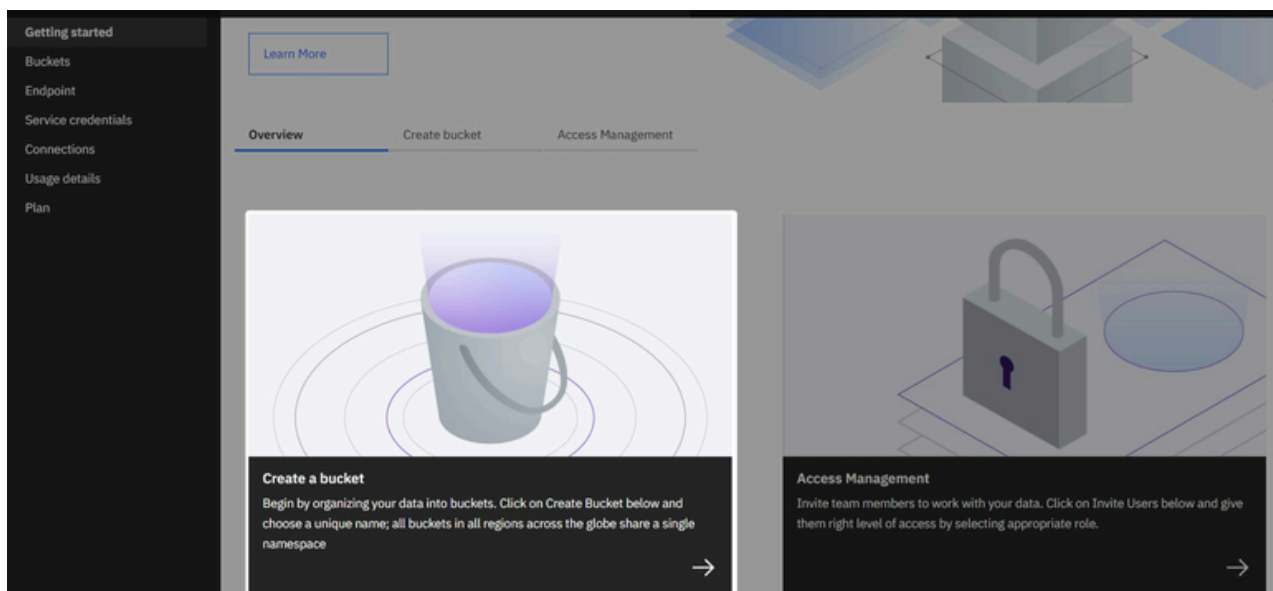 Getting started
Buckets
Endpoint
Service credentials
Connections
Usage details
Plan
Learn More
Overview
Create bucket
Access Management
Create a bucket
Begin by organizing your data into buckets. Click on Create Bucket below and
choose a unique name; all buckets in all regions across the globe share a single
namespace
Access Management
Invite team members to work with your data. Click on Invite Users below and give
them right level of access by selecting appropriate role.